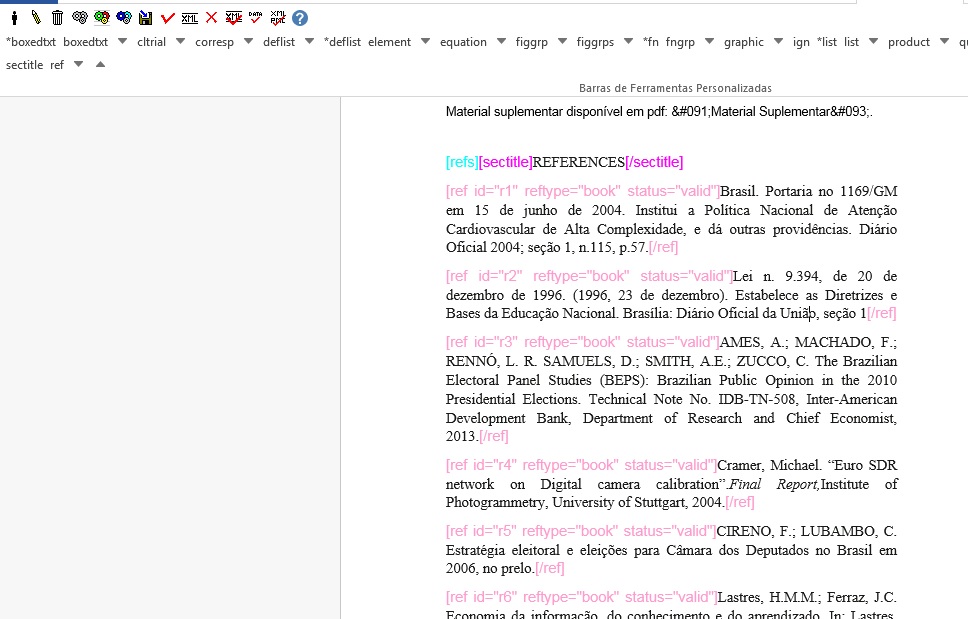 *boxedtxt boxedtxt cltrial corresp deflist *deflist element equation figgrp figgrps *fn fngrp graphic ign *list list product
sectitle ref
Barras de Ferramentas Personalizadas
Material suplementar disponível em pdf: &#091;Material Suplementar&#093;.
[refs][sectitle]REFERENCES[/sectitle]
[ref id="r1" reftype="book" status="valid"]Brasil. Portaria no 1169/GM
em 15 de junho de 2004. Institui a Política Nacional de Atenção
Cardiovascular de Alta Complexidade, e dá outras providências. Diário
Oficial 2004; seção 1, n.115, p.57.[/ref]
[ref id="r2" reftype="book" status="valid"]Lei n. 9.394, de 20 de
dezembro de 1996. (1996, 23 de dezembro). Estabelece as Diretrizes e
Bases da Educação Nacional. Brasília: Diário Oficial da União, seção 1[/ref]
[ref id="r3" reftype="book" status="valid"]AMES, A.; MACHADO, F.;
RENNÓ, L. R. SAMUELS, D.; SMITH, A.E.; ZUCCO, C. The Brazilian
Electoral Panel Studies (BEPS): Brazilian Public Opinion in the 2010
Presidential Elections. Technical Note No. IDB-TN-508, Inter-American
Development Bank, Department of Research and Chief Economist,
2013.[/ref]
[ref id="r4" reftype="book" status="valid"]Cramer, Michael. “Euro SDR
network on Digital camera calibration”.Final Report,Institute of
Photogrammetry, University of Stuttgart, 2004.[/ref]
[ref id="r5" reftype="book" status="valid"]CIRENO, F.; LUBAMBO, C.
Estratégia eleitoral e eleições para Câmara dos Deputados no Brasil em
2006, no prelo.[/ref]
[ref id="r6" reftype="book" status="valid"]Lastres, H.M.M.; Ferraz, J.C.
Economia da informação, do conhecimento e do aprendizado. In: Lastres,